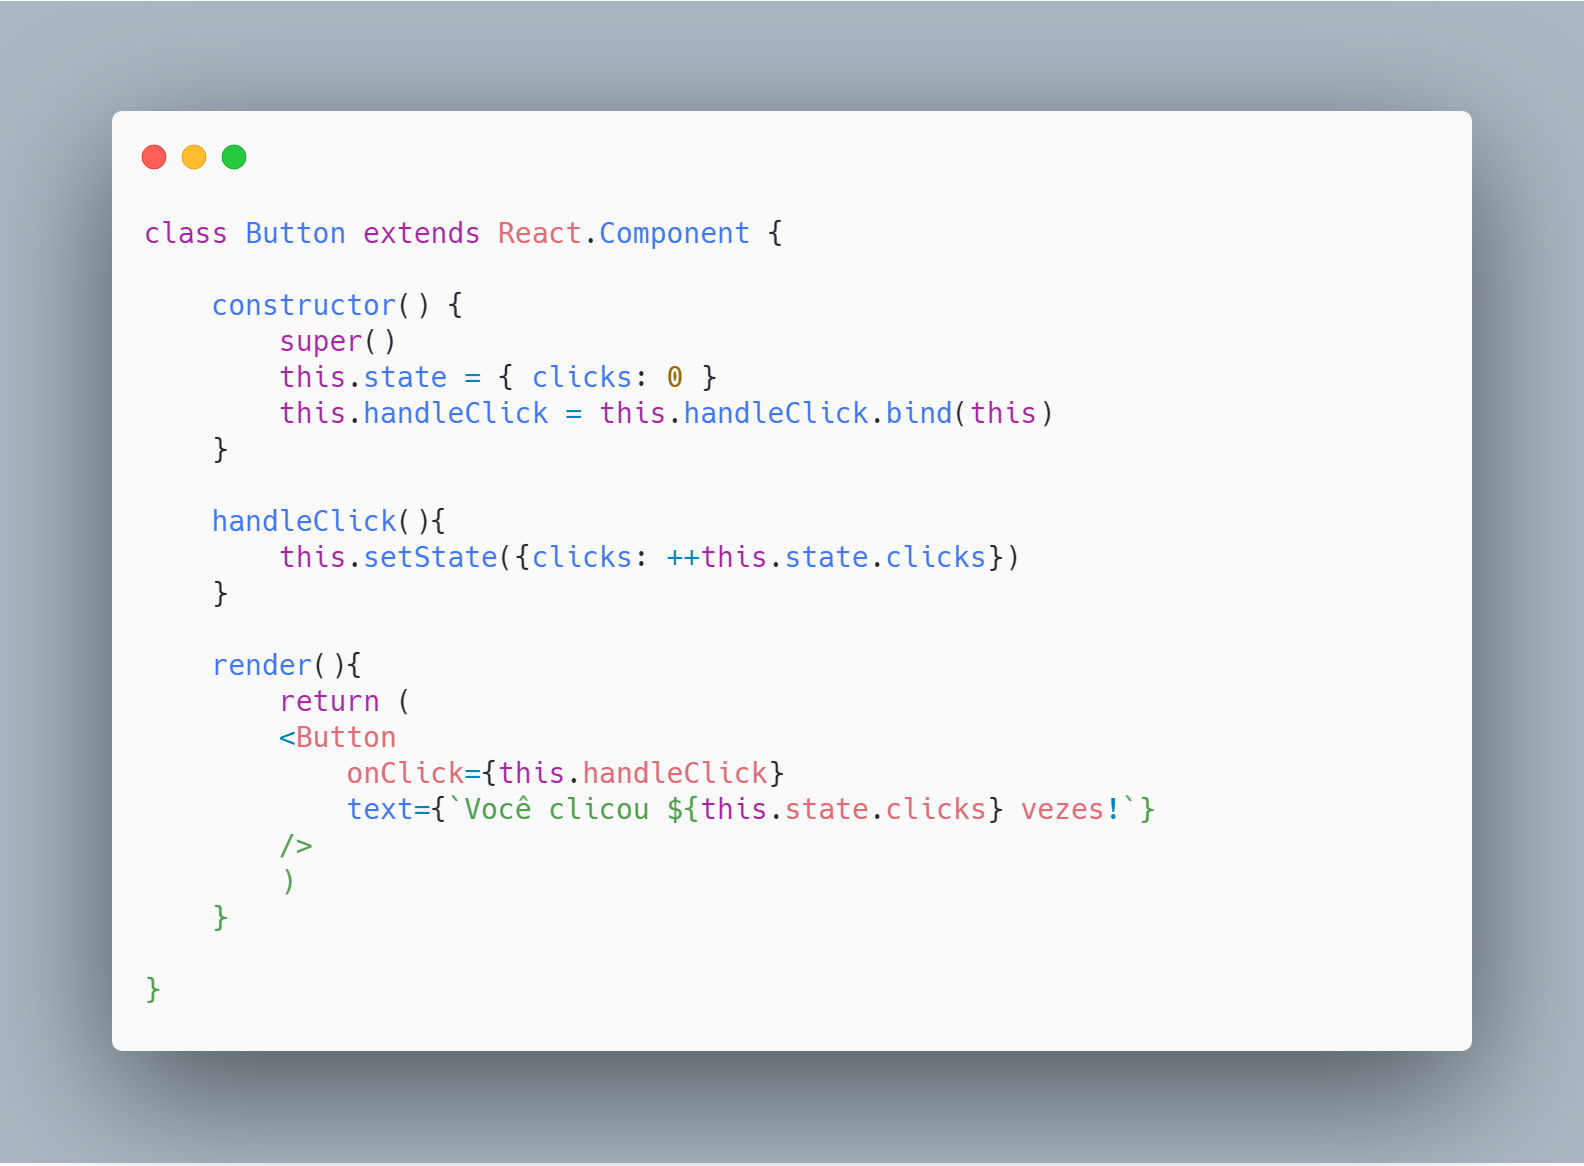 class Button extends React.Component {
constructor() {
super()
this.state = { clicks: 0 }
this.handleClick = this.handleClick.bind(this)
}
handleClick(){
this.setState({clicks: ++this.state.clicks})
}
render(){
return (
<Button
onClick={this.handleClick}
text={`Você clicou ${this.state.clicks} vezes!`}
/>
)
}
}